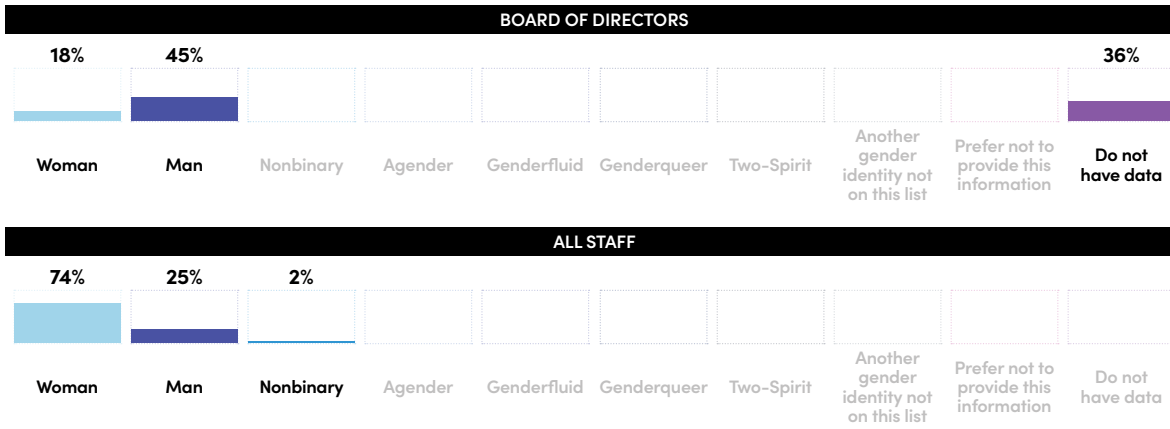 BOARD OF DIRECTORS
18% 45% 36%
Woman Man Nonbinary Agender Genderfluid Genderqueer Two-Spirit
Another
gender
identity not
on this list
Prefer not to
provide this
information
Do not
have data
ALL STAFF
74% 25% 2%
Woman Man Nonbinary Agender Genderfluid Genderqueer Two-Spirit
Another
gender
identity not
on this list
Prefer not to
provide this
information
Do not
have data